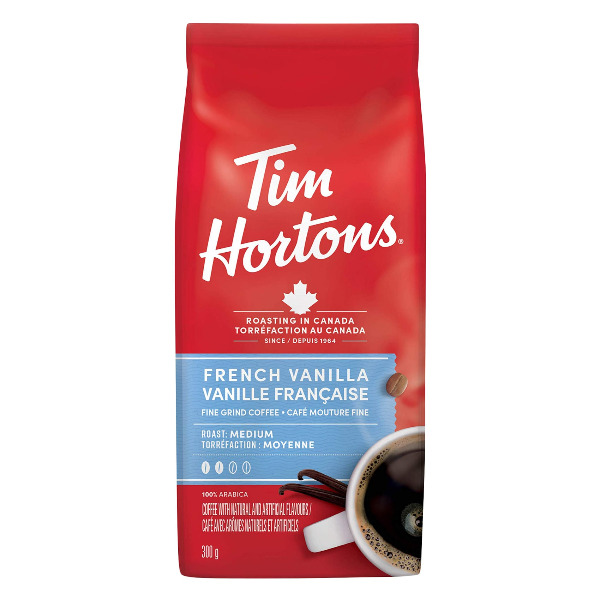 Tim
Hortons®
ROASTING IN CANADA
TORRÉFACTION AU CANADA
SINCE / DEPUIS 1964
FRENCH VANILLA
VANILLE FRANÇAISE
FINE GRIND COFFEE • CAFÉ MOUTURE FINE
ROAST: MEDIUM
TORRÉFACTION : MOYENNE
100% ARABICA
COFFEE WITH NATURAL AND ARTIFICIAL FLAVOURS /
CAFÉ AVEC ARÔMES NATURELS ET ARTIFICIELS
300 g